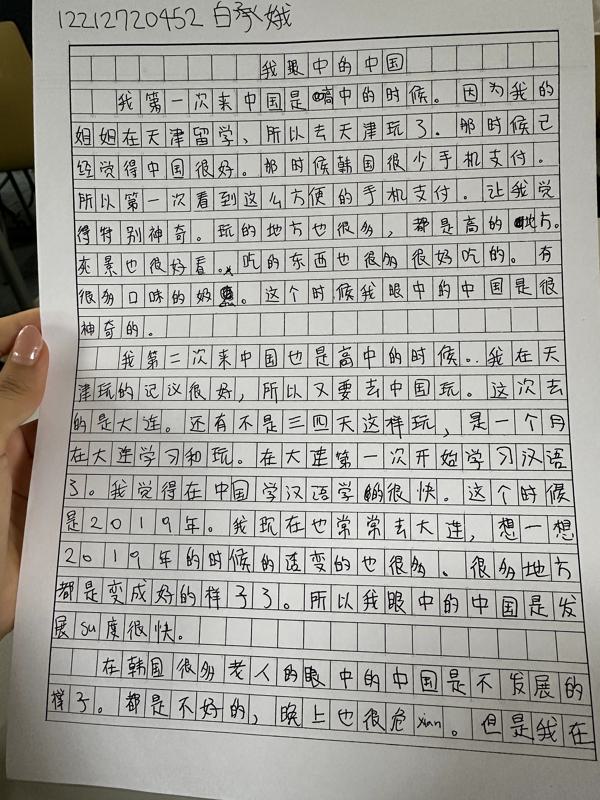 12212720452 白承娥
我眼中的中国
我第一次来中国是高中的时候。因为我的
姐姐在天津留学，所以去天津玩了。那时候已
经觉得中国很好。那时候韩国很少手机支付。
所以第一次看到这么方便的手机支付。让我觉
得特别神奇。玩的地方也很多，都是高的地方。
夜景也很好看。吃的东西也很多很好吃的。有
很多口味的奶。这个时候我眼中的中国是很
神奇的。
我第二次来中国也是高中的时候。我在天
津玩的记议很好，所以又要去中国玩。这次去
的是大连。还有不是三四天这样玩，是一个月
在大连学习和玩。在大连第一次开始学习汉语
了。我觉得在中国学汉语学的很快。这个时候
是2019年。我现在也常常去大连，想一想
2019年的时候的话变的也很多。很多地方
都是变成好的样子了。所以我眼中的中国是发
展su度很快。
在韩国很多老人的眼中的中国是不发展的
样子。都是不好的，晚上也很危xian。但是我在